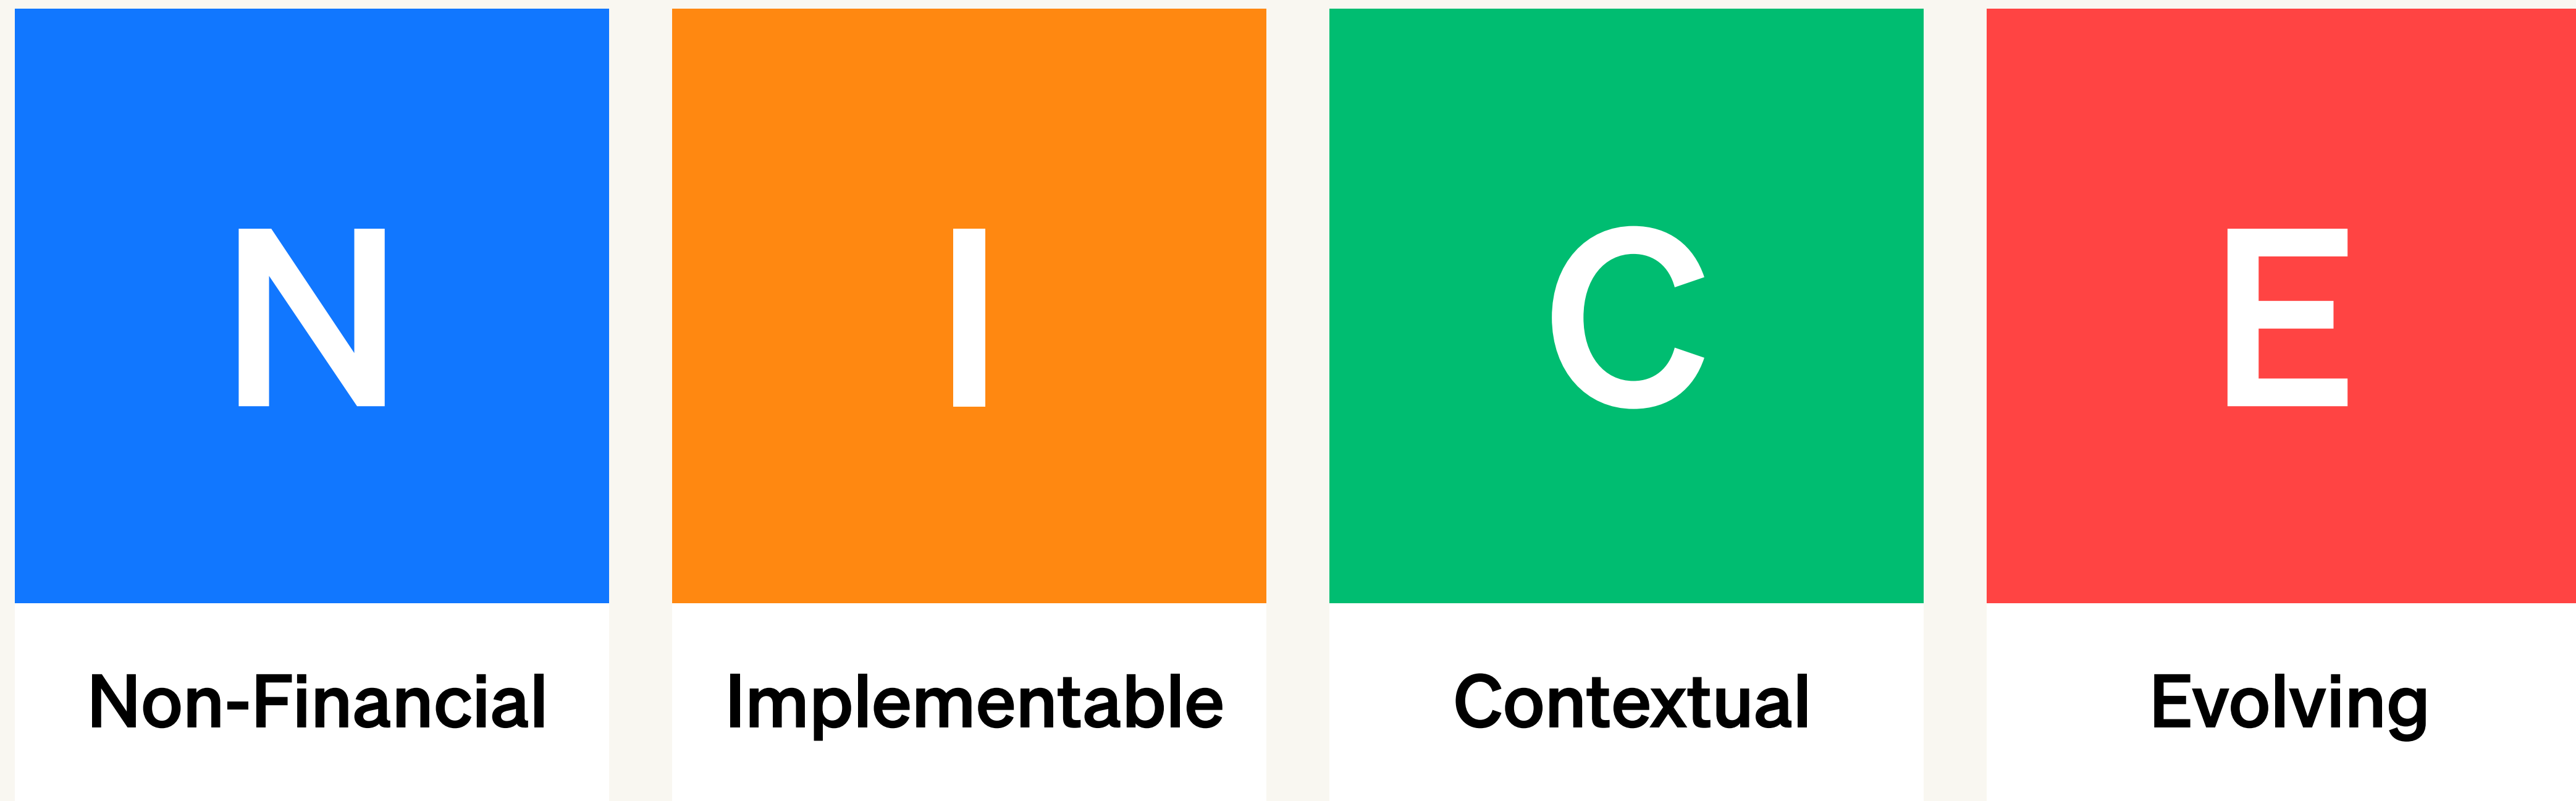 N
I
C
E
Non-Financial
Implementable
Contextual
Evolving